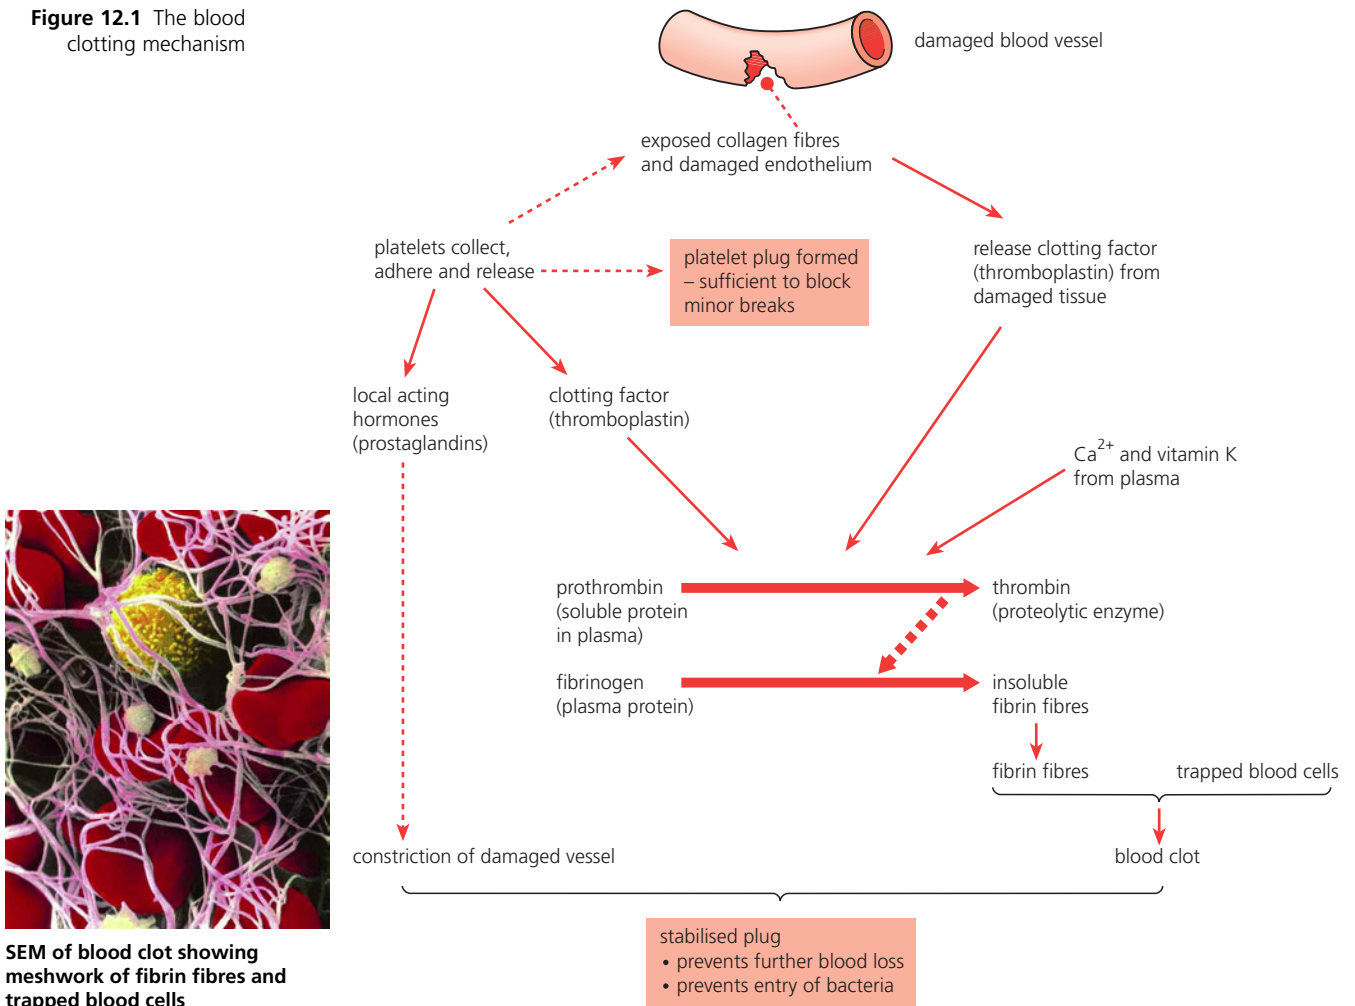 Figure 12.1 The blood
clotting mechanism
damaged blood vessel
exposed collagen fibres
and damaged endothelium
platelets collect,
adhere and release
platelet plug formed
– sufficient to block
minor breaks
release clotting factor
(thromboplastin) from
damaged tissue
local acting
hormones
(prostaglandins)
clotting factor
(thromboplastin)
Ca²⁺ and vitamin K
from plasma
prothrombin
(soluble protein
in plasma)
thrombin
(proteolytic enzyme)
fibrinogen
(plasma protein)
insoluble
fibrin fibres
fibrin fibres
trapped blood cells
constriction of damaged vessel
blood clot
stabilised plug
• prevents further blood loss
• prevents entry of bacteria
SEM of blood clot showing
meshwork of fibrin fibres and
trapped blood cells